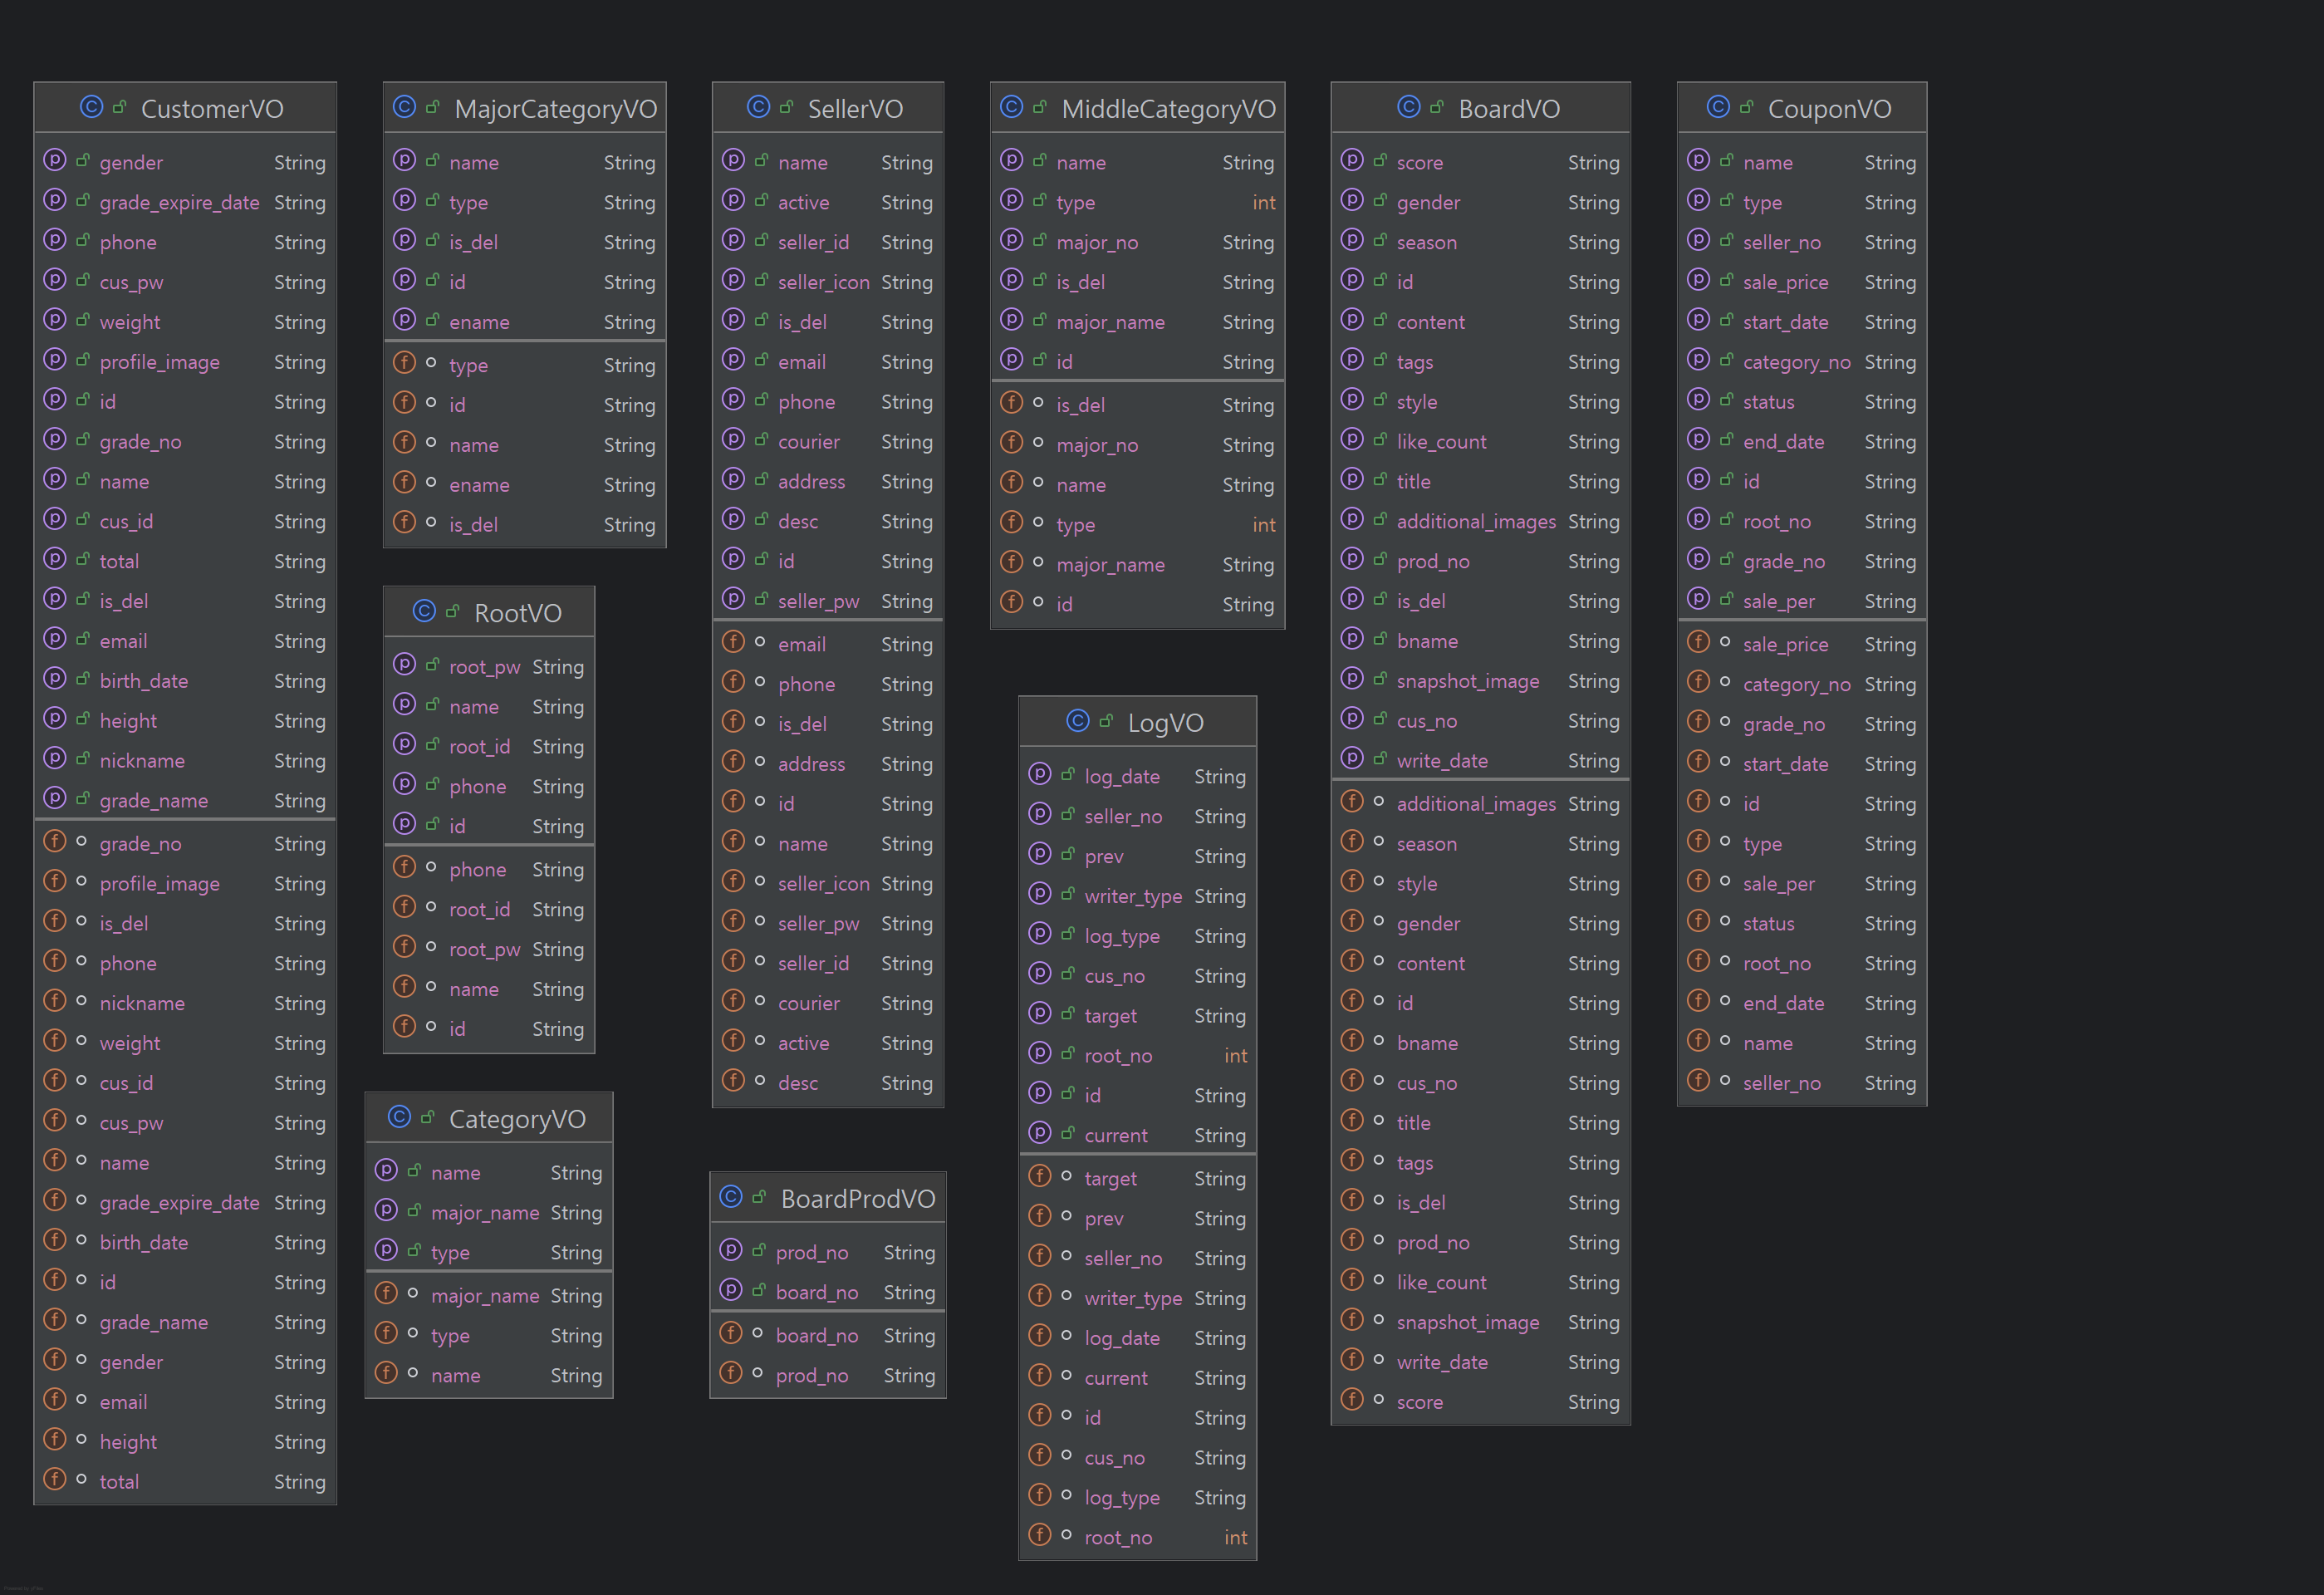 CustomerVO
gender String
grade_expire_date String
phone String
cus_pw String
weight String
profile_image String
id String
grade_no String
name String
cus_id String
total String
is_del String
email String
birth_date String
height String
nickname String
grade_name String
grade_no String
profile_image String
is_del String
phone String
nickname String
weight String
cus_id String
cus_pw String
name String
grade_expire_date String
birth_date String
id String
grade_name String
gender String
email String
height String
total String
MajorCategoryVO
name String
type String
is_del String
id String
ename String
type String
id String
name String
ename String
is_del String
RootVO
root_pw String
name String
root_id String
phone String
id String
phone String
root_id String
root_pw String
name String
id String
CategoryVO
name String
major_name String
type String
major_name String
type String
name String
SellerVO
name String
active String
seller_id String
seller_icon String
is_del String
email String
phone String
courier String
address String
desc String
id String
seller_pw String
email String
phone String
is_del String
address String
id String
name String
seller_icon String
seller_pw String
seller_id String
courier String
active String
desc String
BoardProdVO
prod_no String
board_no String
board_no String
prod_no String
MiddleCategoryVO
name String
type int
major_no String
is_del String
major_name String
id String
is_del String
major_no String
name String
type int
major_name String
id String
LogVO
log_date String
seller_no String
prev String
writer_type String
log_type String
cus_no String
target String
root_no int
id String
current String
target String
prev String
seller_no String
writer_type String
log_date String
current String
id String
cus_no String
log_type String
root_no int
BoardVO
score String
gender String
season String
id String
content String
tags String
style String
like_count String
title String
additional_images String
prod_no String
is_del String
bname String
snapshot_image String
cus_no String
write_date String
additional_images String
season String
style String
gender String
content String
id String
bname String
cus_no String
title String
tags String
is_del String
prod_no String
like_count String
snapshot_image String
write_date String
score String
CouponVO
name String
type String
seller_no String
sale_price String
start_date String
category_no String
status String
end_date String
id String
root_no String
grade_no String
sale_per String
sale_price String
category_no String
grade_no String
start_date String
id String
type String
sale_per String
status String
root_no String
end_date String
name String
seller_no String